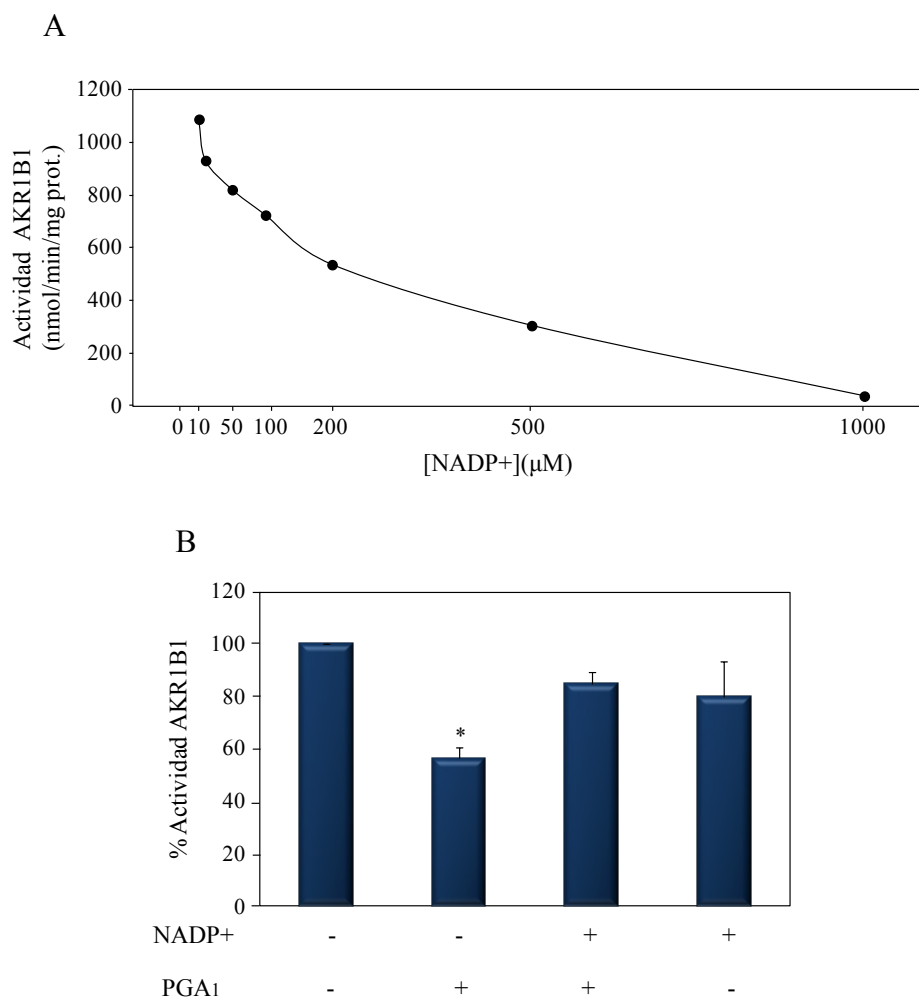 A
Actividad AKR1B1
(nmol/min/mg prot.)
1200
1000
800
600
400
200
0
0 10 50 100 200 500 1000
[NADP+](μM)
B
% Actividad AKR1B1
120
100
80
60
40
20
0
*
NADP+ - - + +
PGA1 - + + -